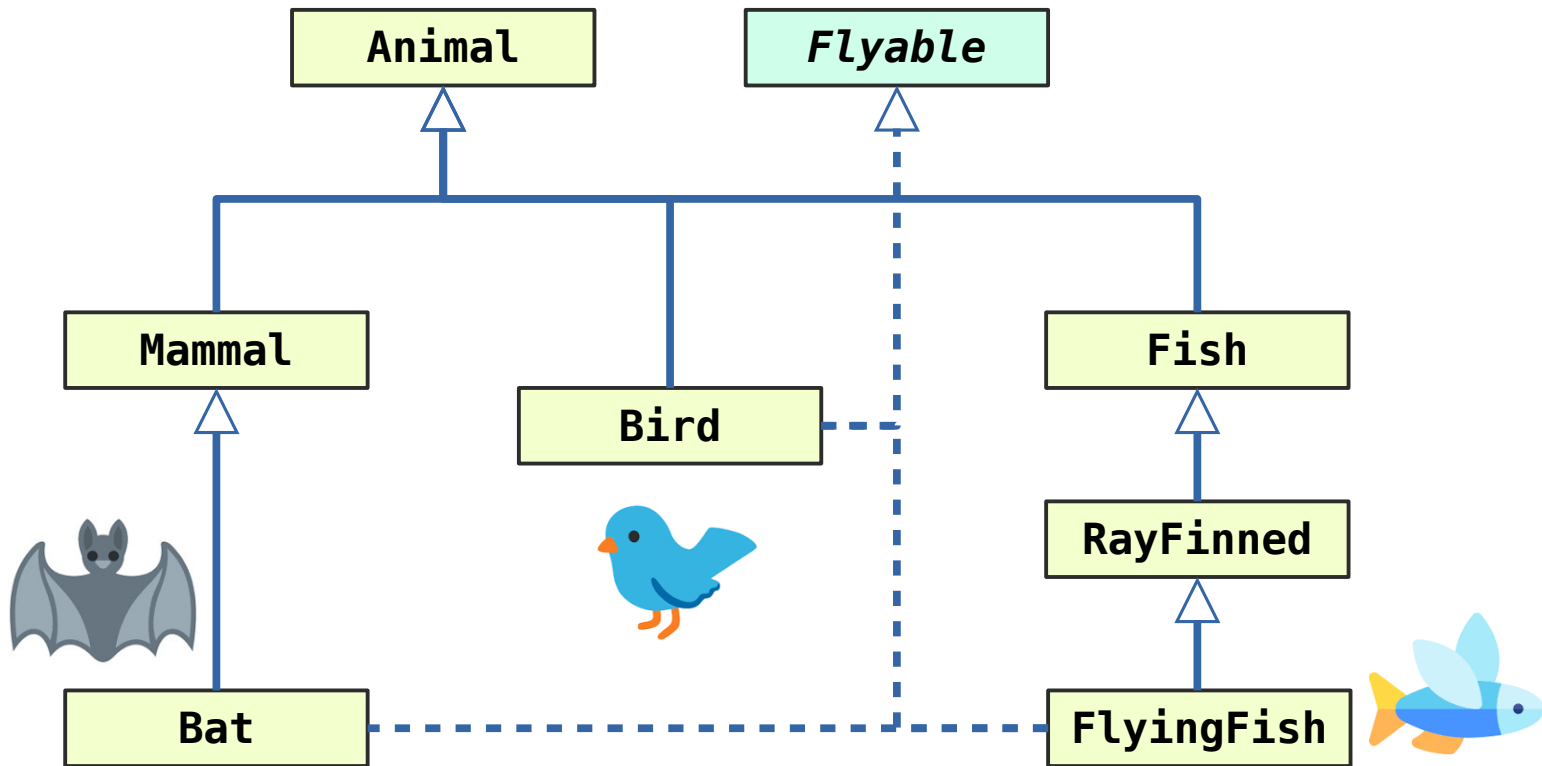 Animal
Flyable
Mammal
Fish
Bird
RayFinned
Bat
FlyingFish